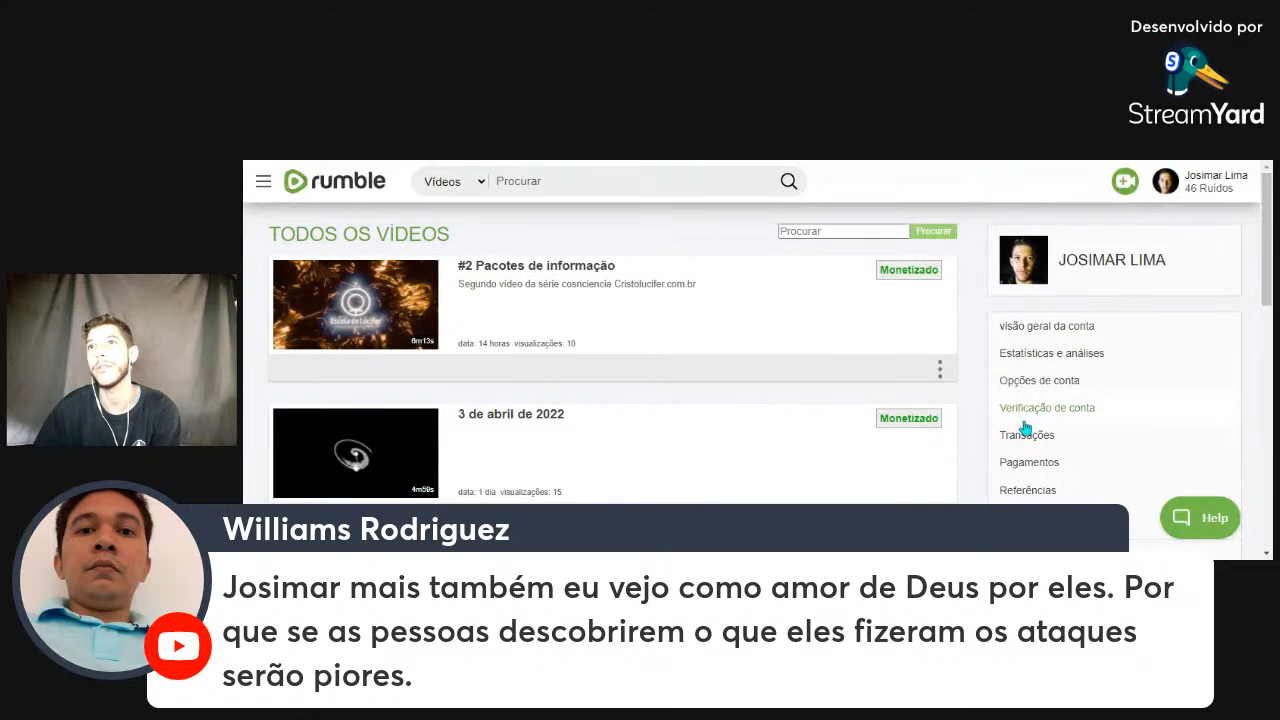 Desenvolvido por
S
StreamYard
rumble
Vídeos
Procurar
Josimar Lima
46 Ruídos
TODOS OS VÍDEOS
Procurar
Procurar
#2 Pacotes de informação
Monetizado
Segundo vídeo da série cosnciencia Cristolucifer.com.br
Escola de Lúcifer
6m13s
data: 14 horas visualizações: 10
3 de abril de 2022
Monetizado
4m59s
data: 1 dia visualizações: 15
JOSIMAR LIMA
visão geral da conta
Estatísticas e análises
Opções de conta
Verificação de conta
Transações
Pagamentos
Referências
Help
Williams Rodriguez
Josimar mais também eu vejo como amor de Deus por eles. Por
que se as pessoas descobrirem o que eles fizeram os ataques
serão piores.